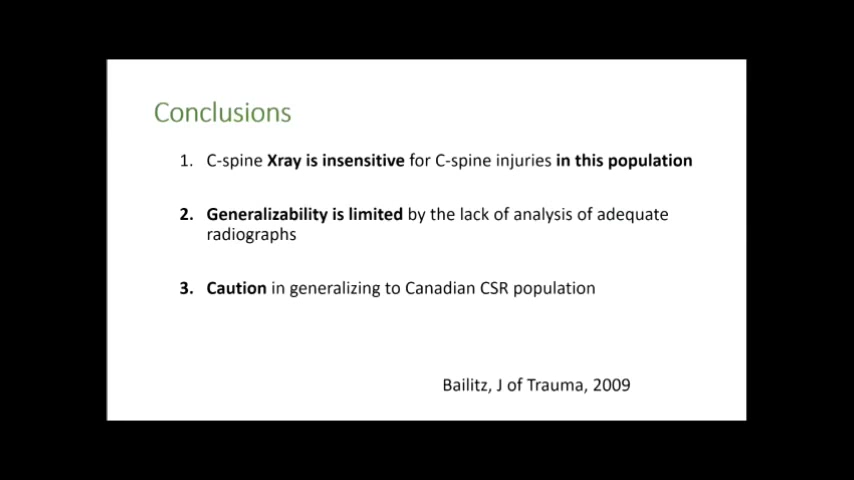 Conclusions
1. C-spine Xray is insensitive for C-spine injuries in this population
2. Generalizability is limited by the lack of analysis of adequate
radiographs
3. Caution in generalizing to Canadian CSR population
Bailitz, J of Trauma, 2009